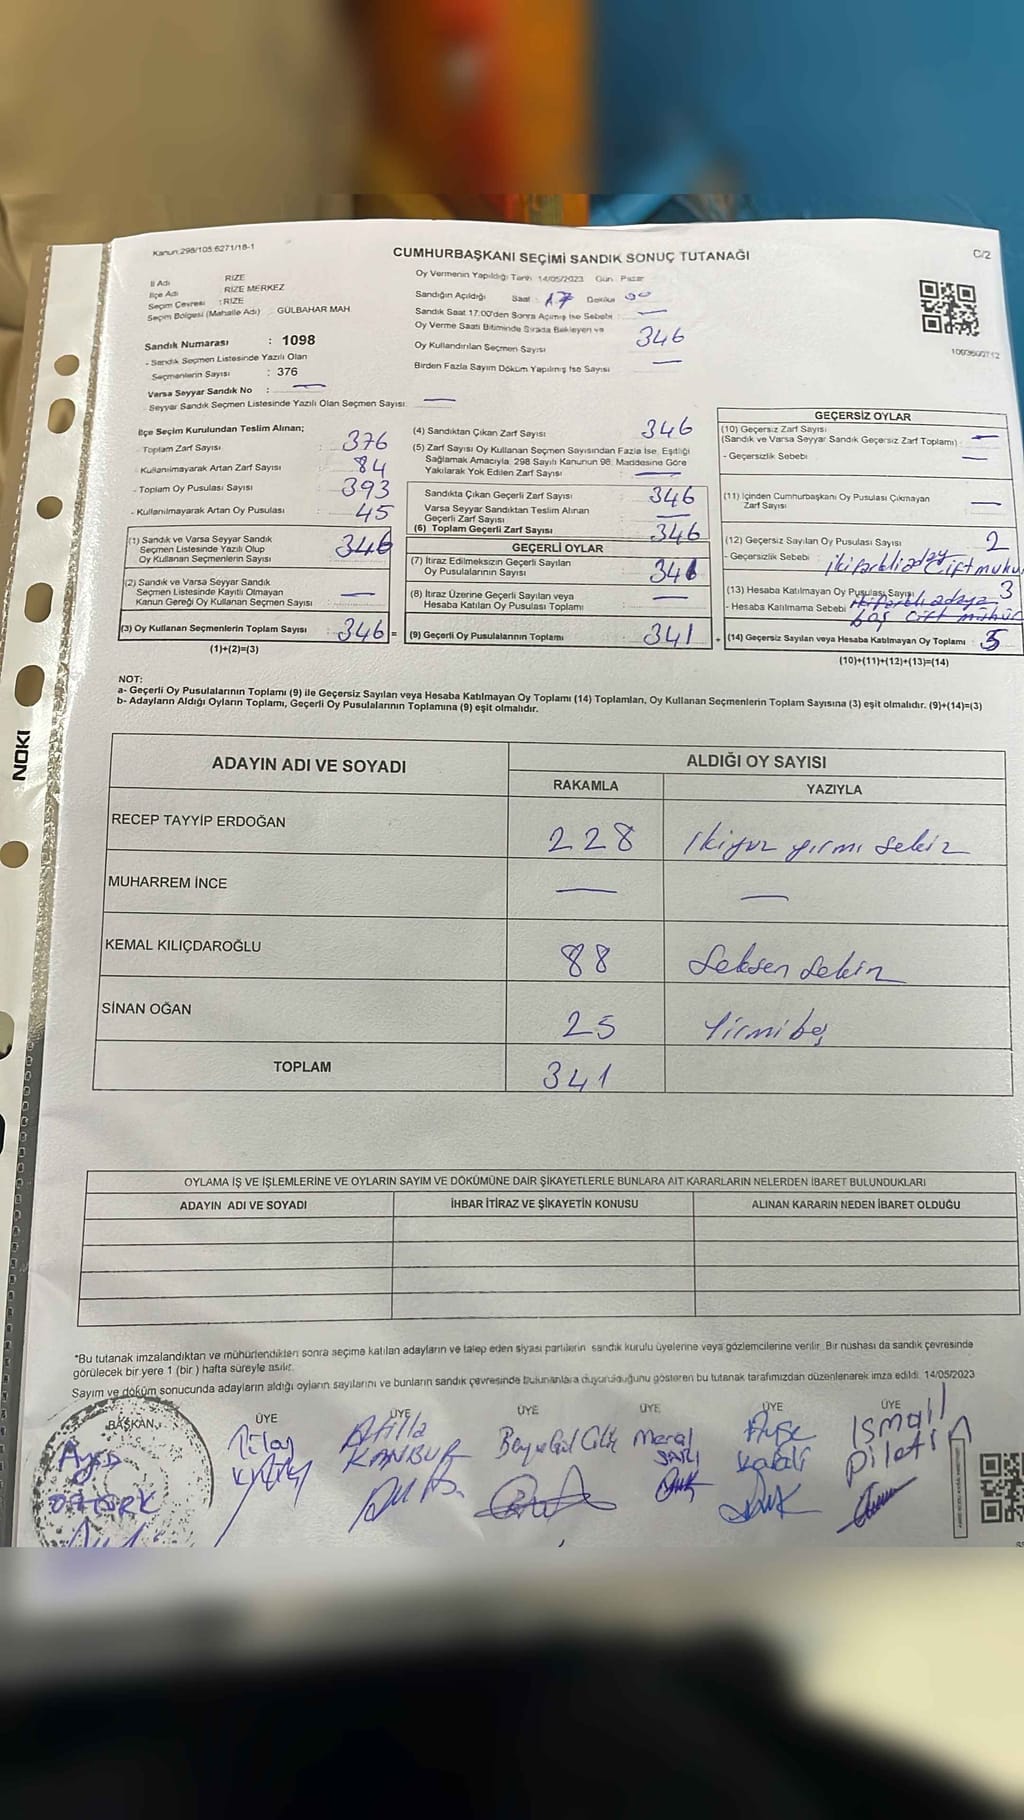 Kanun:298/105:6271/18-1
CUMHURBAŞKANI SEÇİMİ SANDIK SONUÇ TUTANAĞI
C/2
İl Adı RİZE
İlçe Adı RİZE MERKEZ
Seçim Çevresi : RİZE
Seçim Bölgesi (Mahalle Adı) GÜLBAHAR MAH
Sandık Numarası : 1098
- Sandık Seçmen Listesinde Yazılı Olan
Seçmenlerin Sayısı : 376
Varsa Seyyar Sandık No : —
- Seyyar Sandık Seçmen Listesinde Yazılı Olan Seçmen Sayısı: —
Oy Vermenin Yapıldığı Tarih 14/05/2023 Gün: Pazar
Sandığın Açıldığı Saat : 17 Dakika 00
Sandık Saat 17.00'den Sonra Açımış İse Sebebi : —
Oy Verme Saati Bitiminde Sırada Bekleyen ve
Oy Kullandırılan Seçmen Sayısı 346
Birden Fazla Sayım Döküm Yapılmış İse Sayısı —
İlçe Seçim Kurulundan Teslim Alınan;
- Toplam Zarf Sayısı : 376
- Kullanılmayarak Artan Zarf Sayısı : 84
- Toplam Oy Pusulası Sayısı : 393
- Kullanılmayarak Artan Oy Pusulası : 45
(1) Sandık ve Varsa Seyyar Sandık
Seçmen Listesinde Yazılı Olup
Oy Kullanan Seçmenlerin Sayısı 346
(2) Sandık ve Varsa Seyyar Sandık
Seçmen Listesinde Kayıtlı Olmayan
Kanun Gereği Oy Kullanan Seçmen Sayısı : —
(3) Oy Kullanan Seçmenlerin Toplam Sayısı 346 =
(1)+(2)=(3)
(4) Sandıktan Çıkan Zarf Sayısı 346
(5) Zarf Sayısı Oy Kullanan Seçmen Sayısından Fazla İse, Eşitliği
Sağlamak Amacıyla, 298 Sayılı Kanunun 98. Maddesine Göre
Yakılarak Yok Edilen Zarf Sayısı —
Sandıkta Çıkan Geçerli Zarf Sayısı 346
Varsa Seyyar Sandıktan Teslim Alınan
Geçerli Zarf Sayısı —
(6) Toplam Geçerli Zarf Sayısı 346
GEÇERLİ OYLAR
(7) İtiraz Edilmeksizin Geçerli Sayılan
Oy Pusulalarının Sayısı 341
(8) İtiraz Üzerine Geçerli Sayılan veya
Hesaba Katılan Oy Pusulası Toplamı —
(9) Geçerli Oy Pusulalarının Toplamı 341 +
GEÇERSİZ OYLAR
(10) Geçersiz Zarf Sayısı
(Sandık ve Varsa Seyyar Sandık Geçersiz Zarf Toplamı) : —
- Geçersizlik Sebebi : —
(11) İçinden Cumhurbaşkanı Oy Pusulası Çıkmayan
Zarf Sayısı —
(12) Geçersiz Sayılan Oy Pusulası Sayısı 2
- Geçersizlik Sebebi : iki farklı aday çift muhu
(13) Hesaba Katılmayan Oy Pusulası Sayısı 3
- Hesaba Katılmama Sebebi iki farklı adaya
boş çift mühür
(14) Geçersiz Sayılan veya Hesaba Katılmayan Oy Toplamı : 5
(10)+(11)+(12)+(13)=(14)
NOT:
a- Geçerli Oy Pusulalarının Toplamı (9) ile Geçersiz Sayılan veya Hesaba Katılmayan Oy Toplamı (14) Toplamları, Oy Kullanan Seçmenlerin Toplam Sayısına (3) eşit olmalıdır. (9)+(14)=(3)
b- Adayların Aldığı Oyların Toplamı, Geçerli Oy Pusulalarının Toplamına (9) eşit olmalıdır.
NOKI
ADAYIN ADI VE SOYADI
ALDIĞI OY SAYISI
RAKAMLA YAZIYLA
RECEP TAYYİP ERDOĞAN 228 ikiyuz yırmı sekiz
MUHARREM İNCE — —
KEMAL KILIÇDAROĞLU 88 Seksen sekiz
SİNAN OĞAN 25 Yirmi beş
TOPLAM 341
OYLAMA İŞ VE İŞLEMLERİNE VE OYLARIN SAYIM VE DÖKÜMÜNE DAİR ŞİKAYETLERLE BUNLARA AİT KARARLARIN NELERDEN İBARET BULUNDUKLARI
ADAYIN ADI VE SOYADI İHBAR İTİRAZ VE ŞİKAYETİN KONUSU ALINAN KARARIN NEDEN İBARET OLDUĞU
*Bu tutanak imzalandıktan ve mühürlendikten sonra seçime katılan adayların ve talep eden siyasi partilerin sandık kurulu üyelerine veya gözlemcilerine verilir. Bir nüshası da sandık çevresinde
görülecek bir yere 1 (bir) hafta süreyle asılır.
Sayım ve döküm sonucunda adayların aldığı oyların sayılarını ve bunların sandık çevresinde bulunanlara duyurulduğunu gösteren bu tutanak tarafımızdan düzenlenerek imza edildi. 14/05/2023
BAŞKAN ÜYE ÜYE ÜYE ÜYE ÜYE ÜYE
Atilla
KANBUR
Meral
Ayşe
İsmail